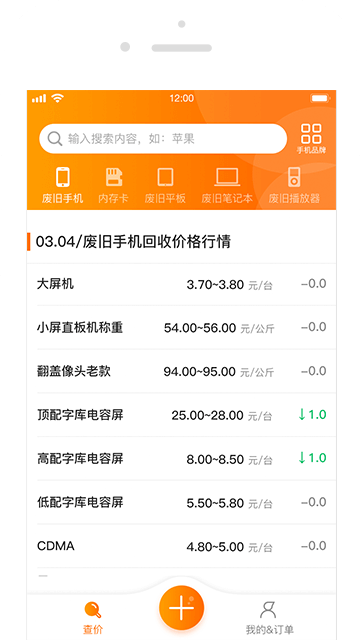 12:00
输入搜索内容，如：苹果
手机品牌
废旧手机 内存卡 废旧平板 废旧笔记本 废旧播放器
03.04/废旧手机回收价格行情
大屏机 3.70~3.80 元/台 -0.0
小屏直板机称重 54.00~56.00 元/公斤 -0.0
翻盖像头老款 94.00~95.00 元/公斤 -0.0
顶配字库电容屏 25.00~28.00 元/台 ↓1.0
高配字库电容屏 8.00~8.50 元/台 ↓1.0
低配字库电容屏 5.50~5.80 元/台 -0.0
CDMA 4.80~5.00 元/台 -0.0
查价 我的&订单